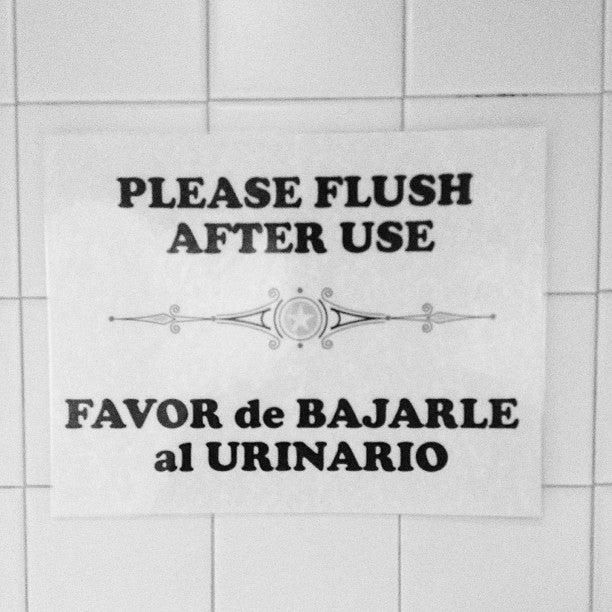 PLEASE FLUSH
AFTER USE
FAVOR de BAJARLE
al URINARIO